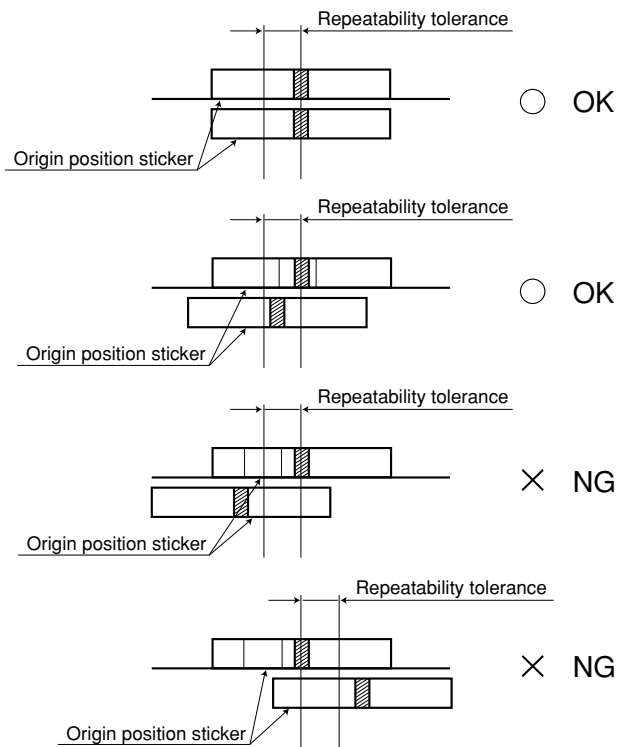 Repeatability tolerance
OK
Origin position sticker
Repeatability tolerance
OK
Origin position sticker
Repeatability tolerance
NG
Origin position sticker
Repeatability tolerance
NG
Origin position sticker